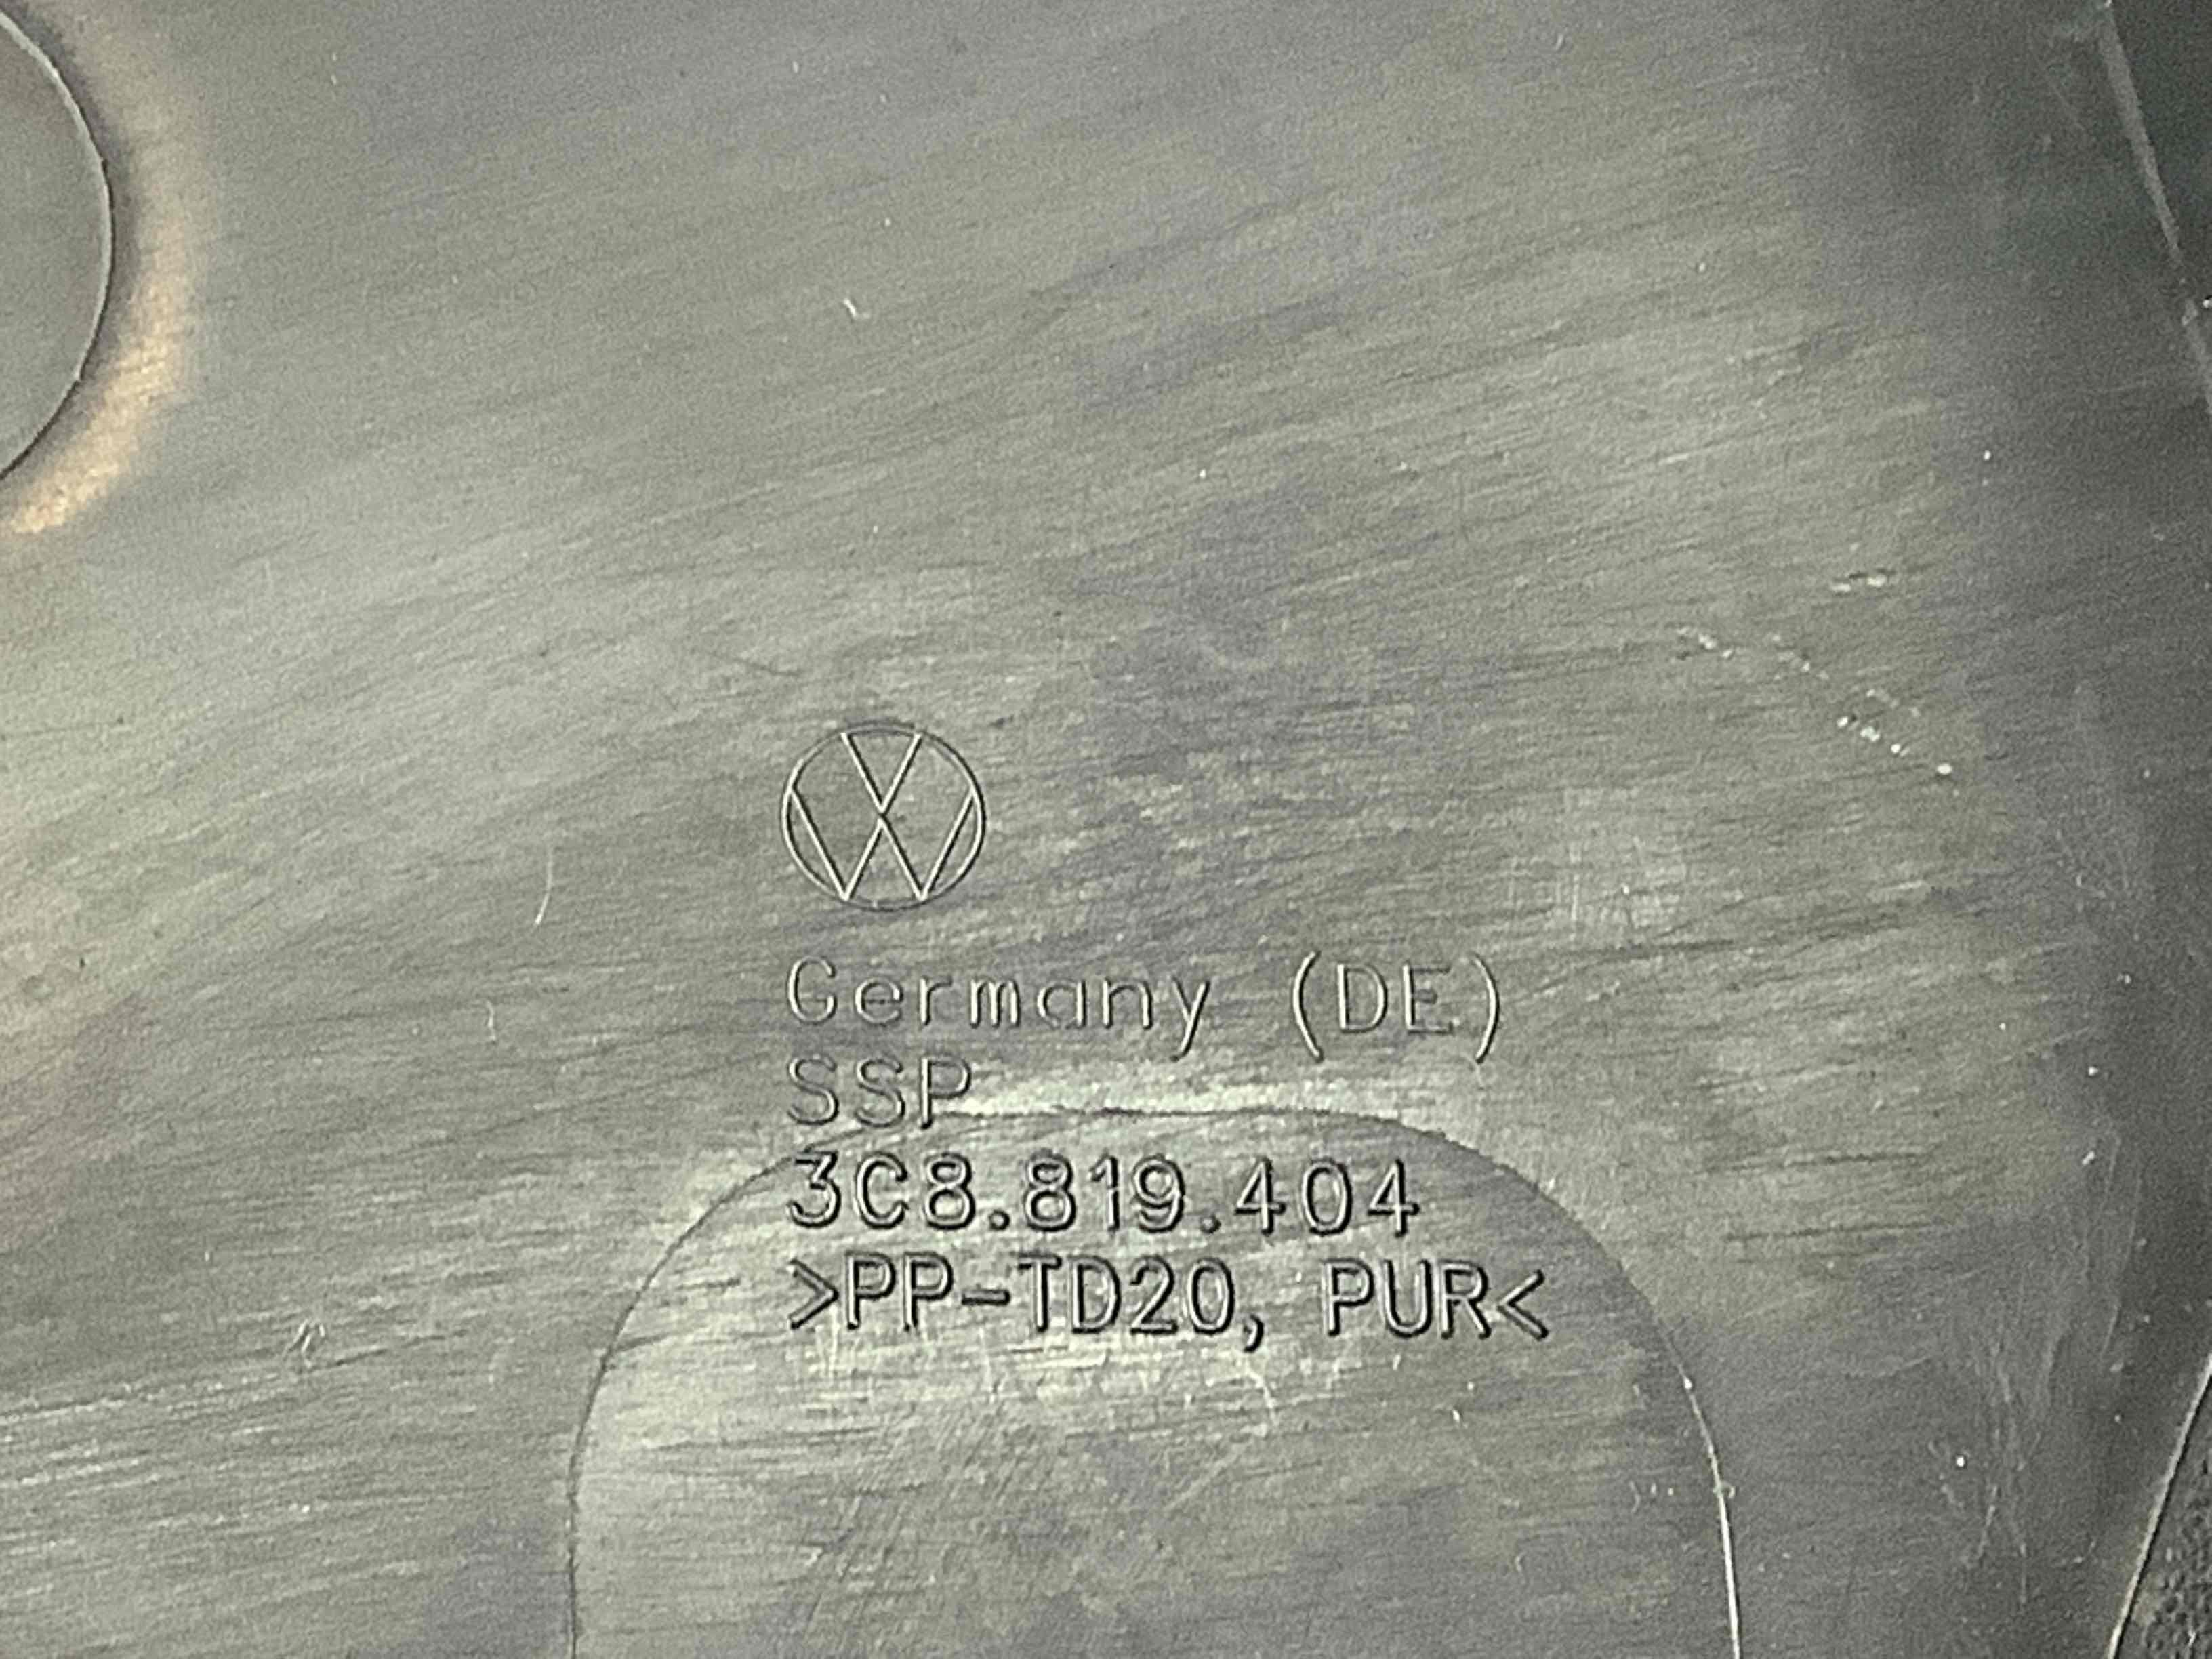 Germany (DE)
SSP
3C8.819.404
>PP-TD20, PUR<